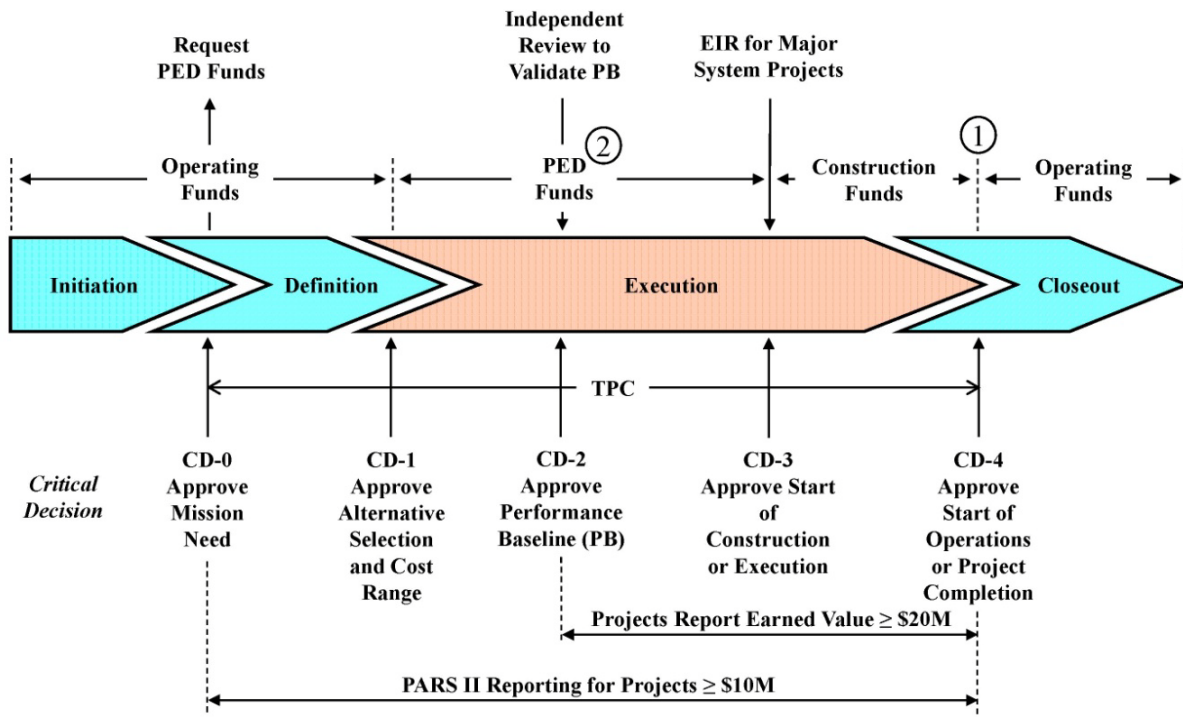 Request
PED Funds
Independent
Review to
Validate PB
EIR for Major
System Projects
Operating
Funds
PED
Funds
②
Construction
Funds
①
Operating
Funds
Initiation
Definition
Execution
Closeout
TPC
Critical
Decision
CD-0
Approve
Mission
Need
CD-1
Approve
Alternative
Selection
and Cost
Range
CD-2
Approve
Performance
Baseline (PB)
CD-3
Approve Start
of
Construction
or Execution
CD-4
Approve
Start of
Operations
or Project
Completion
Projects Report Earned Value ≥ $20M
PARS II Reporting for Projects ≥ $10M